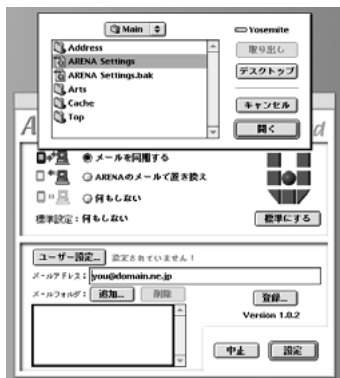 Main
Yosemite
Address
ARENA Settings
ARENA Settings.bak
Arts
Cache
Top
取り出し
デスクトップ
キャンセル
開く
A
d
メールを同期する
ARENAのメールで置き換え
何もしない
標準設定：何もしない
標準にする
ユーザー設定... 設定されていません！
メールアドレス： you@domain.ne.jp
メールフォルダ： 追加... 削除
登録...
Version 1.0.2
中止
設定